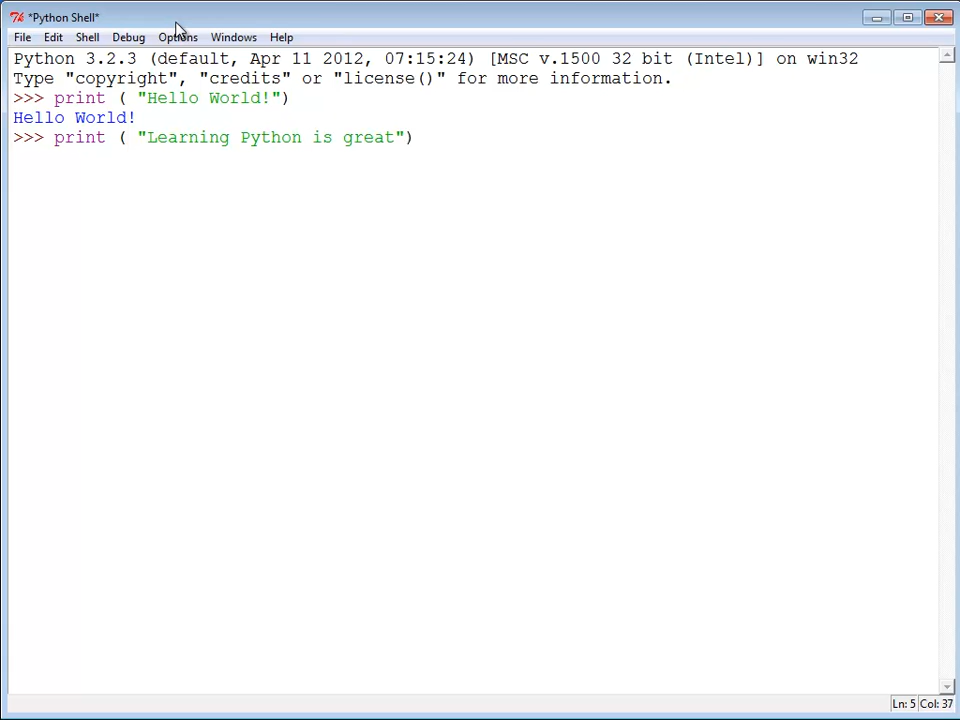 *Python Shell*
File Edit Shell Debug Options Windows Help
Python 3.2.3 (default, Apr 11 2012, 07:15:24) [MSC v.1500 32 bit (Intel)] on win32
Type "copyright", "credits" or "license()" for more information.
>>> print ( "Hello World!")
Hello World!
>>> print ( "Learning Python is great")
Ln: 5 Col: 37